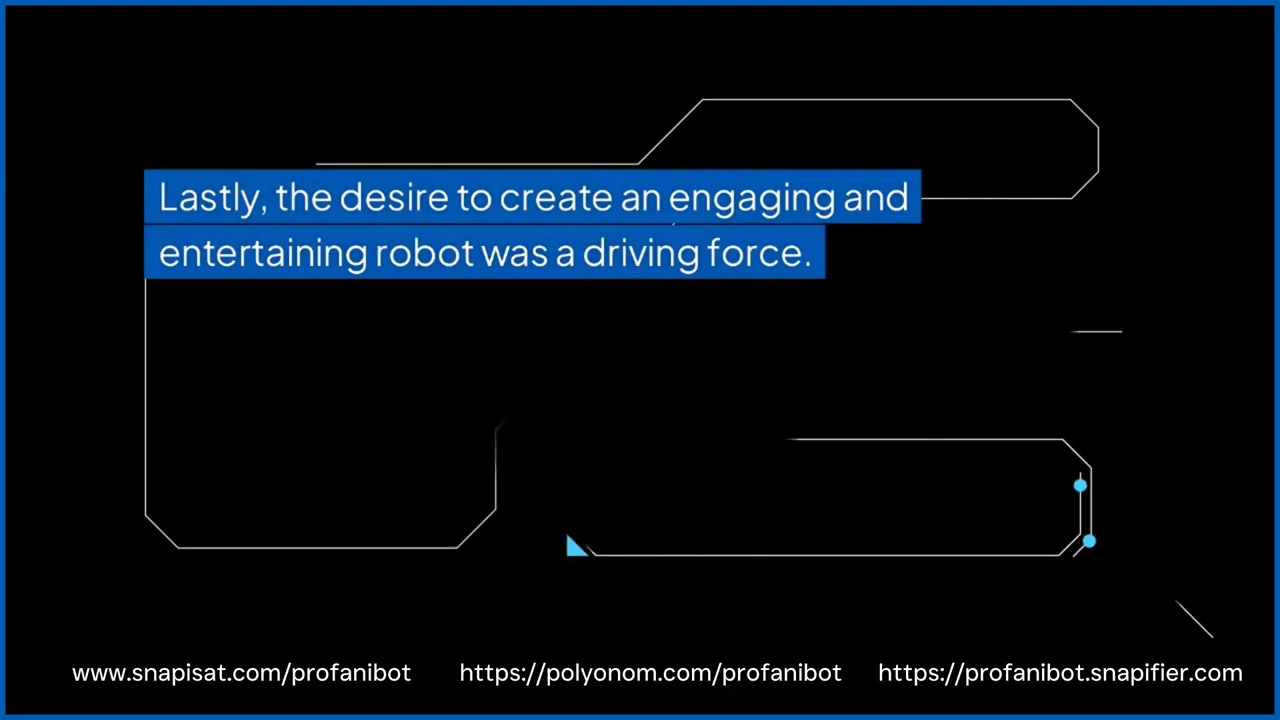 Lastly, the desire to create an engaging and
entertaining robot was a driving force.
www.snapisat.com/profanibot https://polyonom.com/profanibot https://profanibot.snapifier.com